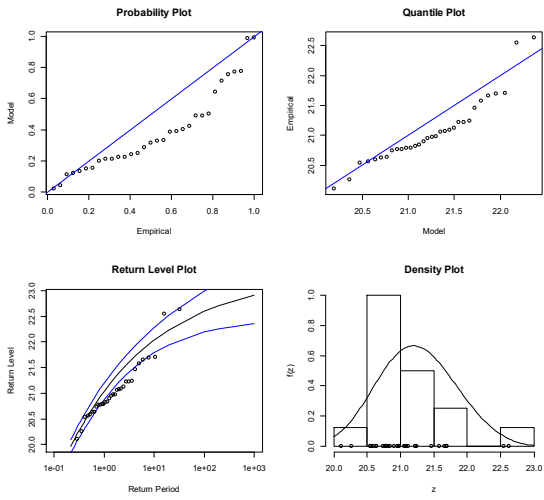 Probability Plot
Model
0.0 0.2 0.4 0.6 0.8 1.0
0.0 0.2 0.4 0.6 0.8 1.0
Empirical
Quantile Plot
Empirical
20.5 21.0 21.5 22.0 22.5
20.5 21.0 21.5 22.0
Model
Return Level Plot
Return Level
20.0 20.5 21.0 21.5 22.0 22.5 23.0
1e-01 1e+00 1e+01 1e+02 1e+03
Return Period
Density Plot
f(z)
0.0 0.2 0.4 0.6 0.8 1.0
20.0 20.5 21.0 21.5 22.0 22.5 23.0
z